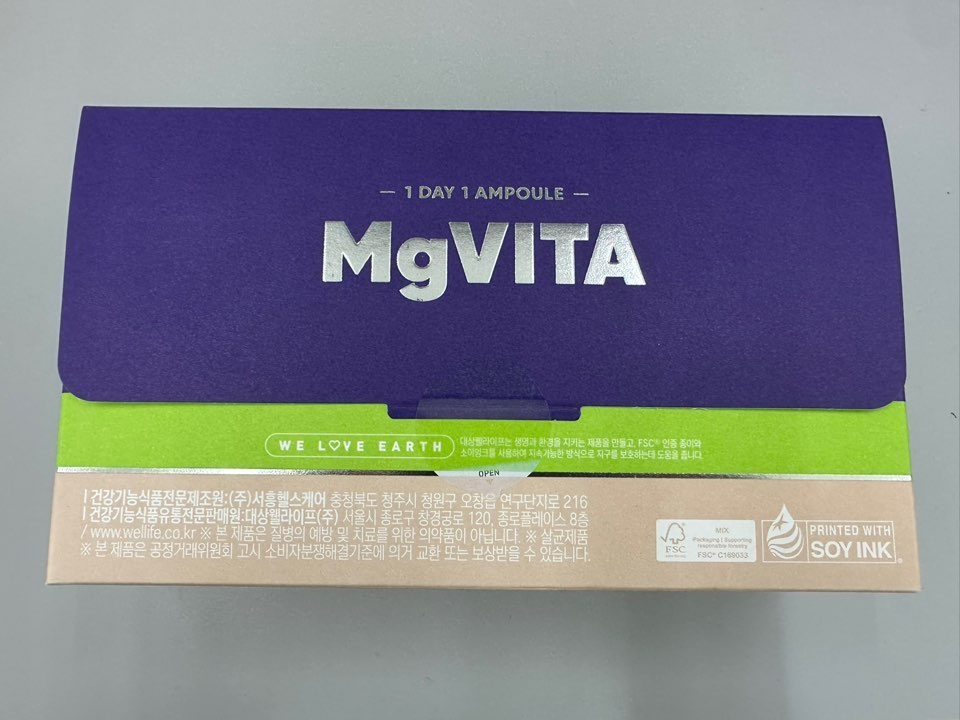 — 1 DAY 1 AMPOULE —
MgVITA
WE L♡VE EARTH
대상웰라이프는 생명과 환경을 지키는 제품을 만들고, FSC® 인증 종이와
소이잉크를 사용하여 지속가능한 방식으로 지구를 보호하는데 도움을 줍니다.
OPEN
| 건강기능식품전문제조원:(주)서흥헬스케어 충청북도 청주시 청원구 오창읍 연구단지로 216
| 건강기능식품유통전문판매원:대상웰라이프(주) 서울시 종로구 창경궁로 120, 종로플레이스 8층
/ www.wellife.co.kr ※ 본 제품은 질병의 예방 및 치료를 위한 의약품이 아닙니다. ※ 살균제품
※ 본 제품은 공정거래위원회 고시 소비자분쟁해결기준에 의거 교환 또는 보상받을 수 있습니다.
FSC
MIX
Packaging | Supporting
responsible forestry
FSC® C169033
PRINTED WITH
SOY INK